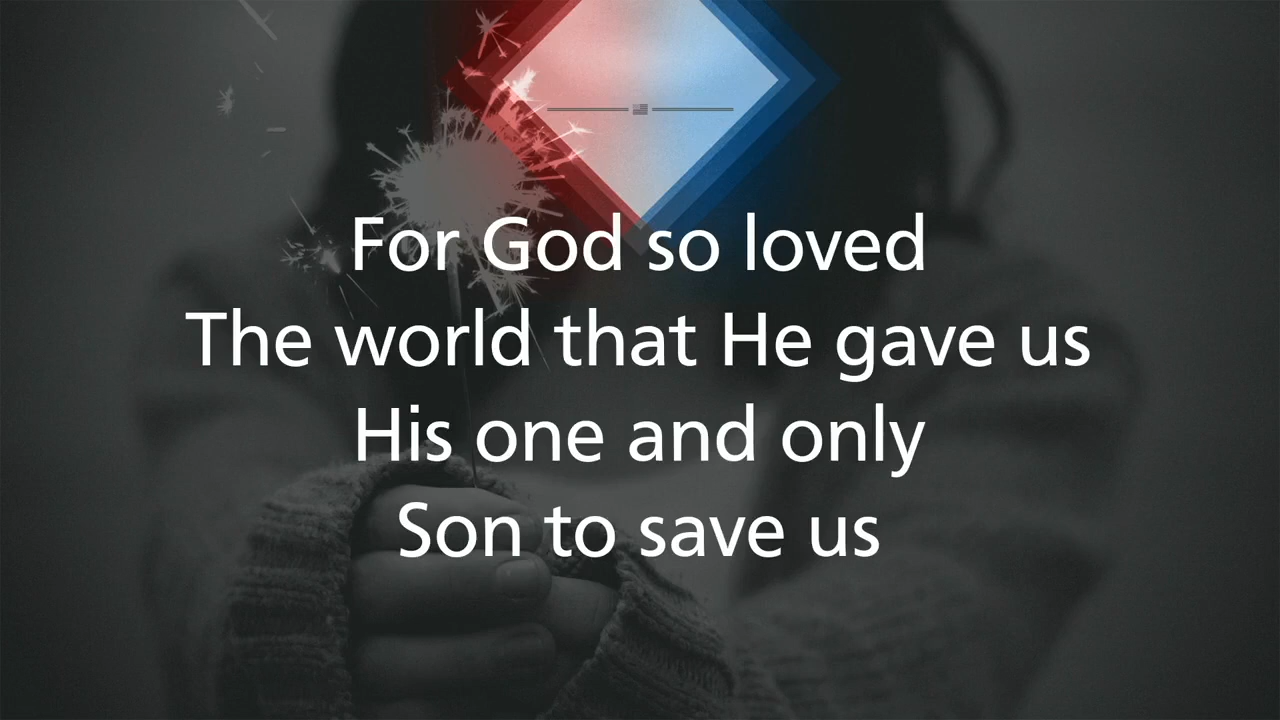 For God so loved
The world that He gave us
His one and only
Son to save us